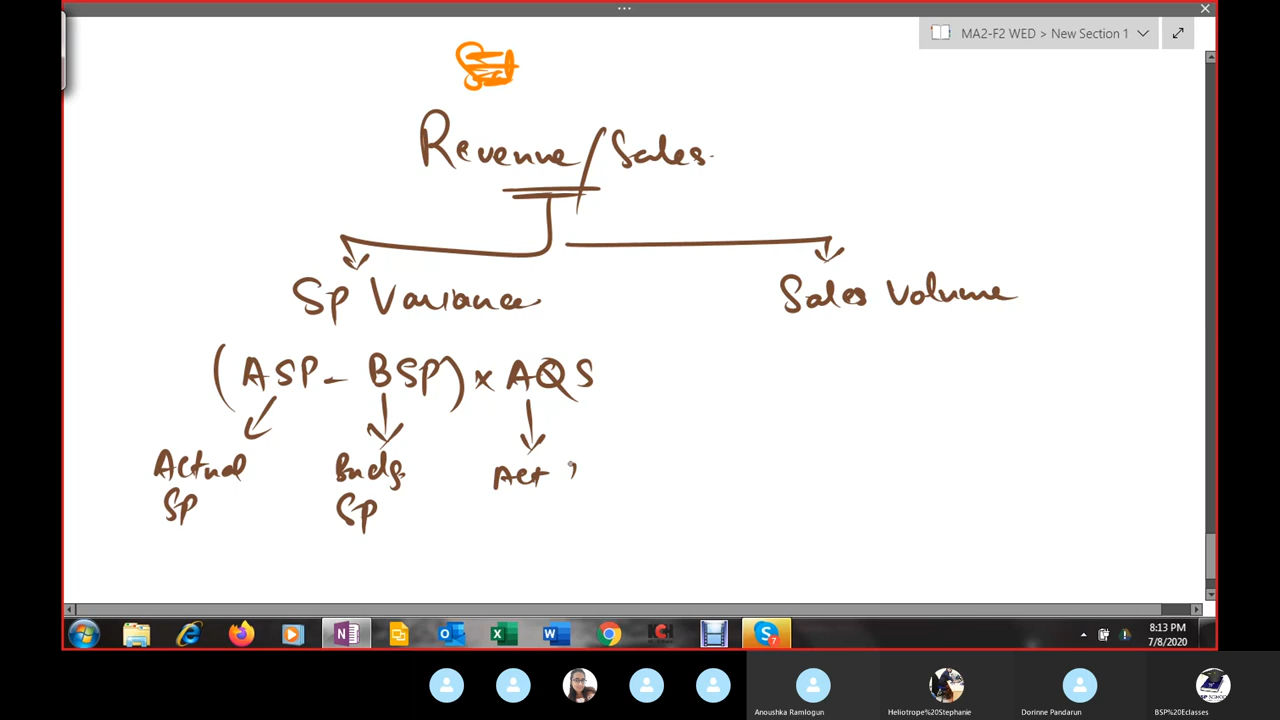 MA2-F2 WED > New Section 1
Revenue/Sales
Sp Variance
Sales Volume
(ASP - BSP) × AQS
Actual
SP
Budg
SP
Act
8:13 PM
7/8/2020
Anoushka Ramlogun
Heliotrope%20Stephanie
Dorinne Pandarun
BSP%20Eclasses